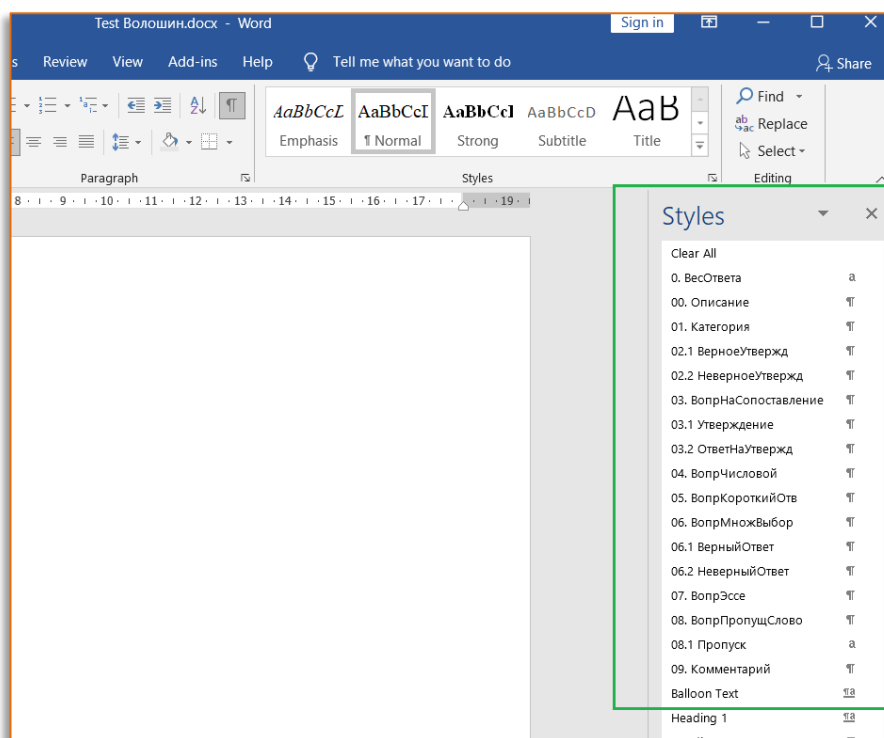 Test Волошин.docx - Word Sign in
s Review View Add-ins Help Tell me what you want to do Share
AaBbCcL AaBbCcI AaBbCcl AaBbCcD AaB
Emphasis ¶ Normal Strong Subtitle Title
Find
Replace
Select
Paragraph Styles Editing
8 9 10 11 12 13 14 15 16 17 19
Styles
Clear All
0. ВесОтвета a
00. Описание ¶
01. Категория ¶
02.1 ВерноеУтвержд ¶
02.2 НеверноеУтвержд ¶
03. ВопрНаСопоставление ¶
03.1 Утверждение ¶
03.2 ОтветНаУтвержд ¶
04. ВопрЧисловой ¶
05. ВопрКороткийОтв ¶
06. ВопрМножВыбор ¶
06.1 ВерныйОтвет ¶
06.2 НеверныйОтвет ¶
07. ВопрЭссе ¶
08. ВопрПропущСлово ¶
08.1 Пропуск a
09. Комментарий ¶
Balloon Text ¶a
Heading 1 ¶a